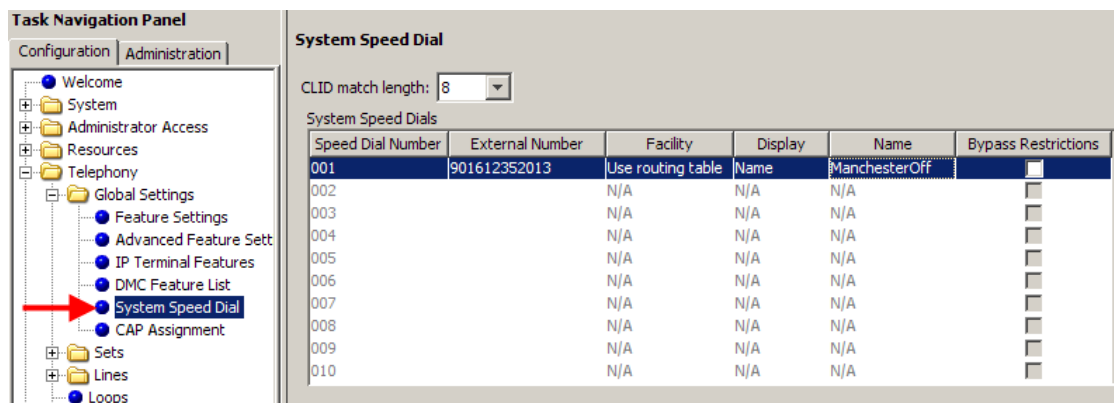 Task Navigation Panel
Configuration Administration
Welcome
System
Administrator Access
Resources
Telephony
Global Settings
Feature Settings
Advanced Feature Sett
IP Terminal Features
DMC Feature List
System Speed Dial
CAP Assignment
Sets
Lines
Loops
System Speed Dial
CLID match length: 8
System Speed Dials
Speed Dial Number External Number Facility Display Name Bypass Restrictions
001 901612352013 Use routing table Name ManchesterOff
002 N/A N/A N/A
003 N/A N/A N/A
004 N/A N/A N/A
005 N/A N/A N/A
006 N/A N/A N/A
007 N/A N/A N/A
008 N/A N/A N/A
009 N/A N/A N/A
010 N/A N/A N/A